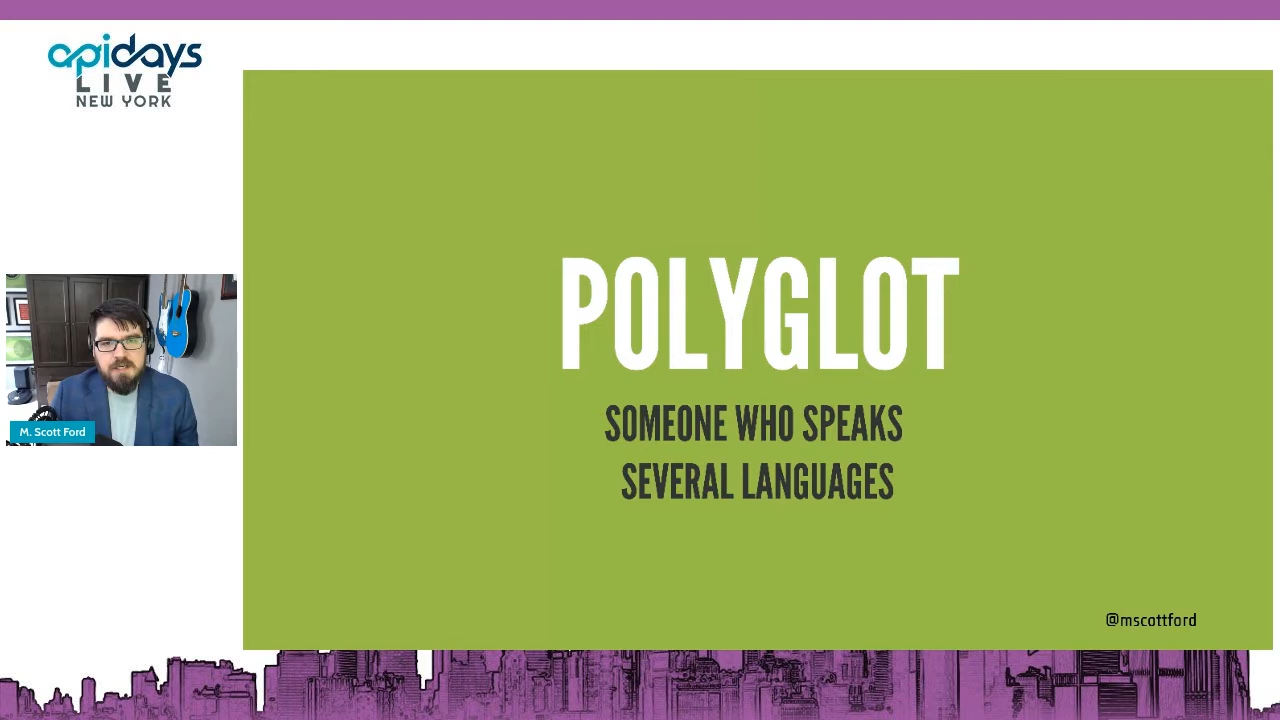 apidays
LIVE
NEW YORK
POLYGLOT
SOMEONE WHO SPEAKS
SEVERAL LANGUAGES
M. Scott Ford
@mscottford